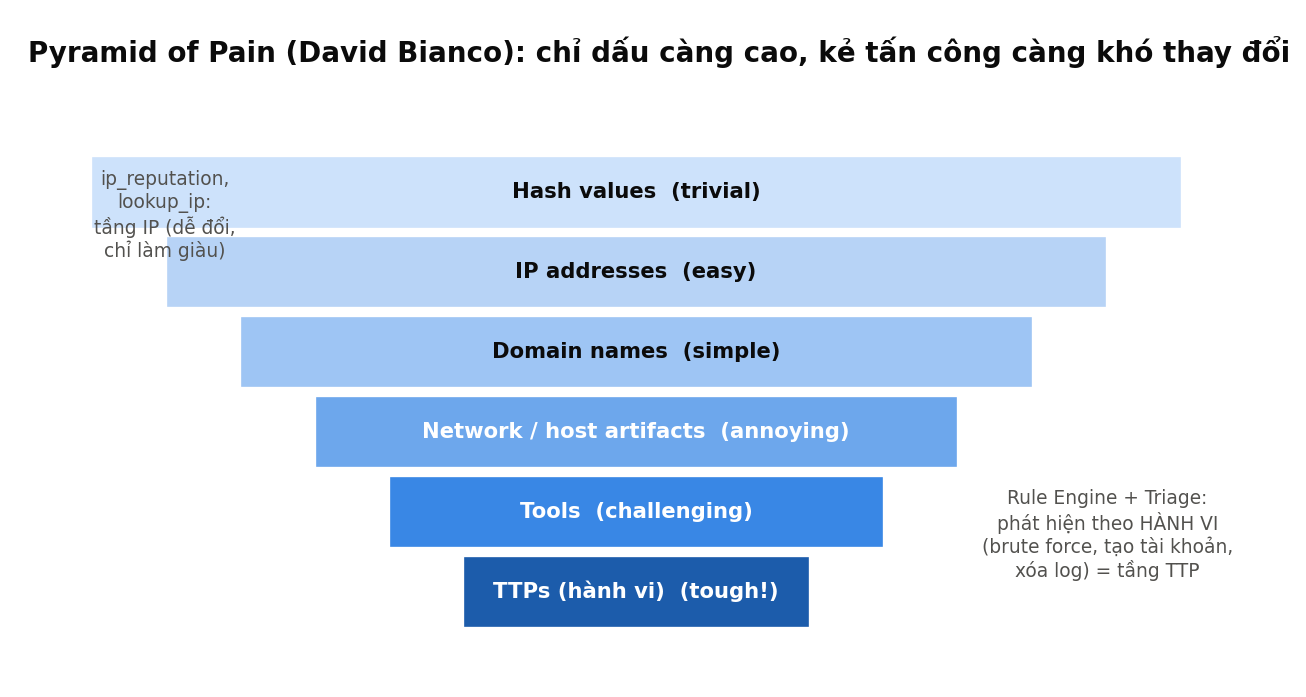 Pyramid of Pain (David Bianco): chỉ dấu càng cao, kẻ tấn công càng khó thay đổi
ip_reputation,
lookup_ip:
tầng IP (dễ đổi,
chỉ làm giàu)
Hash values (trivial)
IP addresses (easy)
Domain names (simple)
Network / host artifacts (annoying)
Tools (challenging)
TTPs (hành vi) (tough!)
Rule Engine + Triage:
phát hiện theo HÀNH VI
(brute force, tạo tài khoản,
xóa log) = tầng TTP